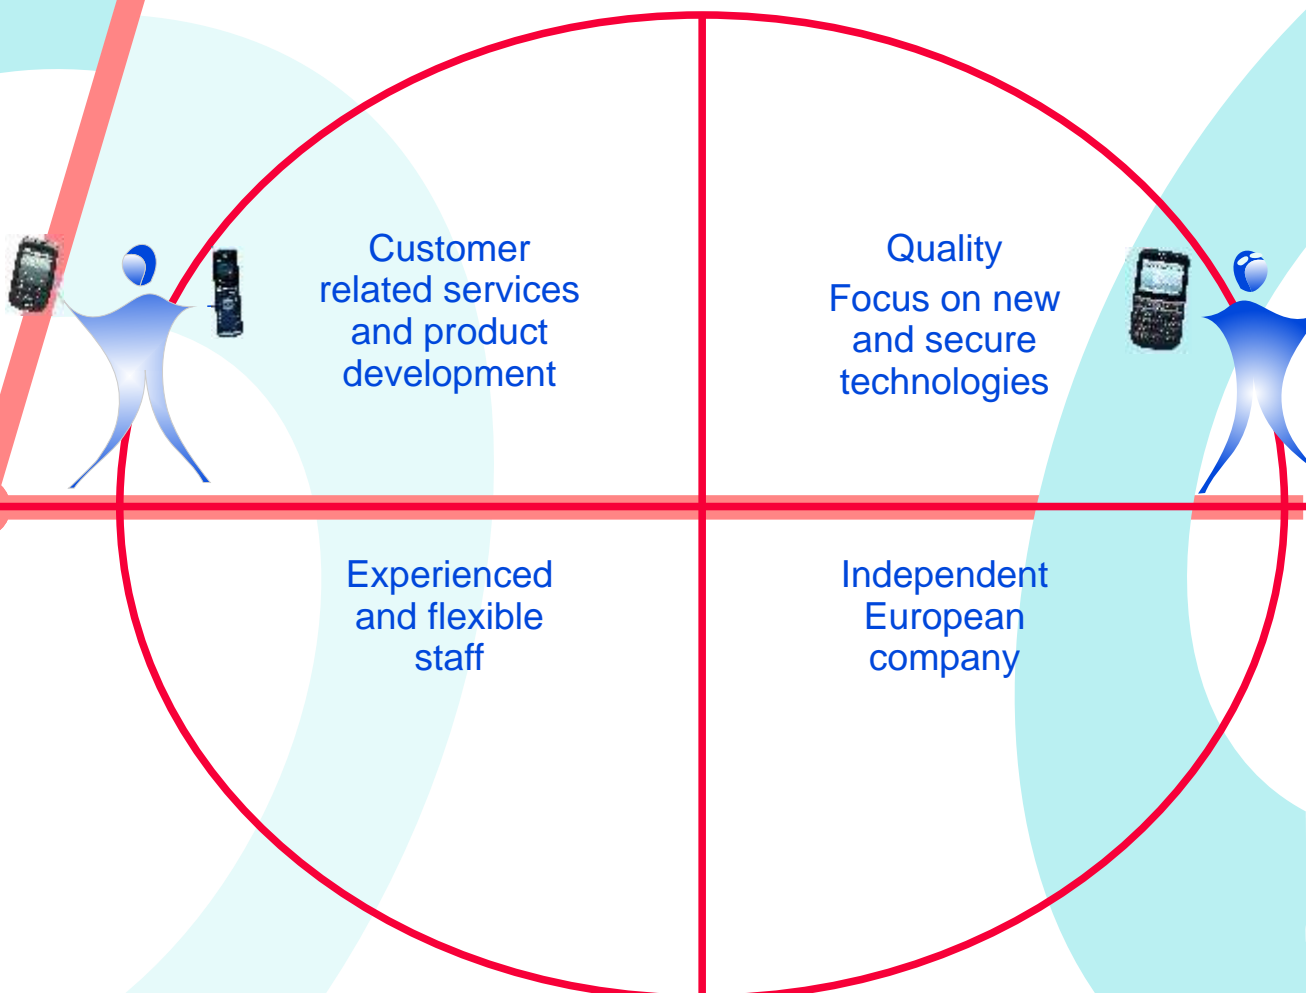 Customer
related services
and product
development
Quality
Focus on new
and secure
technologies
Experienced
and flexible
staff
Independent
European
company